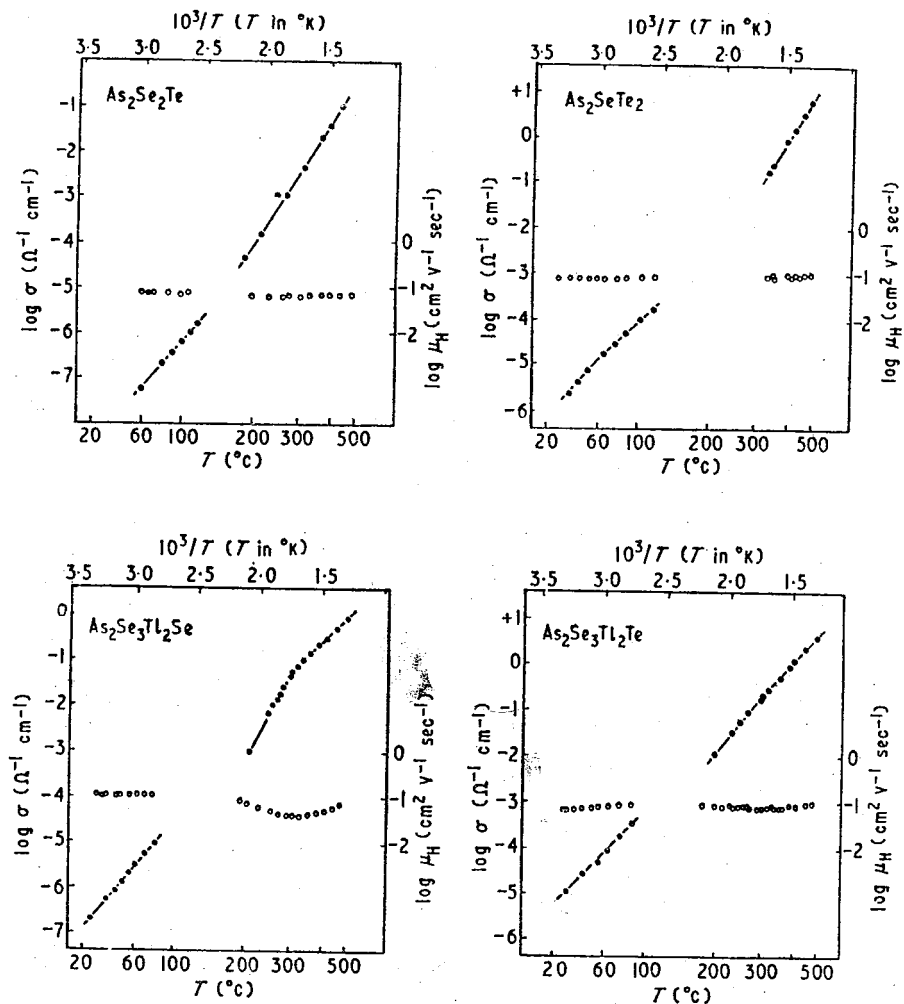 10³/T (T in °K)
3·5 3·0 2·5 2·0 1·5
As₂Se₂Te
-1
-2
-3
-4
-5
-6
-7
log σ (Ω⁻¹ cm⁻¹)
0
-1
-2
log μH (cm² V⁻¹ sec⁻¹)
20 60 100 200 300 500
T (°C)
10³/T (T in °K)
3·5 3·0 2·5 2·0 1·5
As₂SeTe₂
+1
0
-1
-2
-3
-4
-5
-6
log σ (Ω⁻¹ cm⁻¹)
0
-1
-2
log μH (cm² V⁻¹ sec⁻¹)
20 60 100 200 300 500
T (°C)
10³/T (T in °K)
3·5 3·0 2·5 2·0 1·5
As₂Se₃Tl₂Se
0
-1
-2
-3
-4
-5
-6
-7
log σ (Ω⁻¹ cm⁻¹)
0
-1
-2
log μH (cm² V⁻¹ sec⁻¹)
20 60 100 200 300 500
T (°C)
10³/T (T in °K)
3·5 3·0 2·5 2·0 1·5
As₂Se₃Tl₂Te
+1
0
-1
-2
-3
-4
-5
-6
log σ (Ω⁻¹ cm⁻¹)
0
-1
-2
log μH (cm² V⁻¹ sec⁻¹)
20 60 100 200 300 500
T (°C)